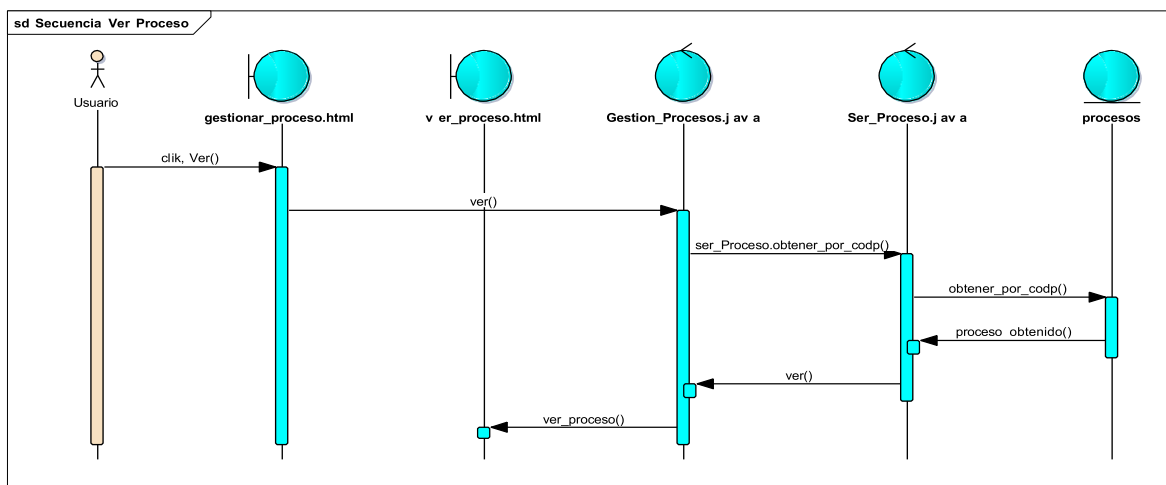 sd Secuencia Ver Proceso
Usuario
gestionar_proceso.html
v er_proceso.html
Gestion_Procesos.j av a
Ser_Proceso.j av a
procesos
clik, Ver()
ver()
ser_Proceso.obtener_por_codp()
obtener_por_codp()
proceso obtenido()
ver()
ver_proceso()